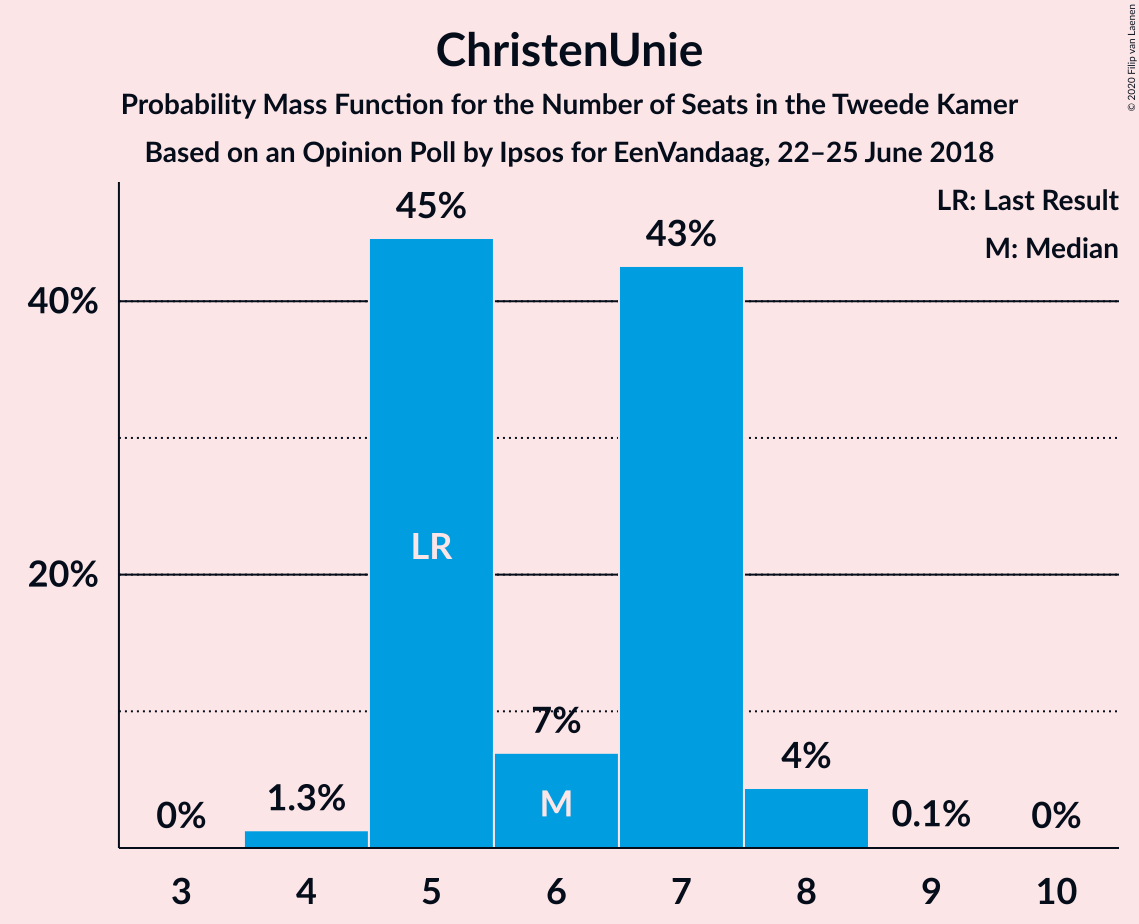 ChristenUnie
Probability Mass Function for the Number of Seats in the Tweede Kamer
Based on an Opinion Poll by Ipsos for EenVandaag, 22–25 June 2018
© 2020 Filip van Laenen
LR: Last Result
M: Median
45%
43%
40%
LR
20%
7%
4%
1.3%
M
0%
0.1%
0%
3 4 5 6 7 8 9 10